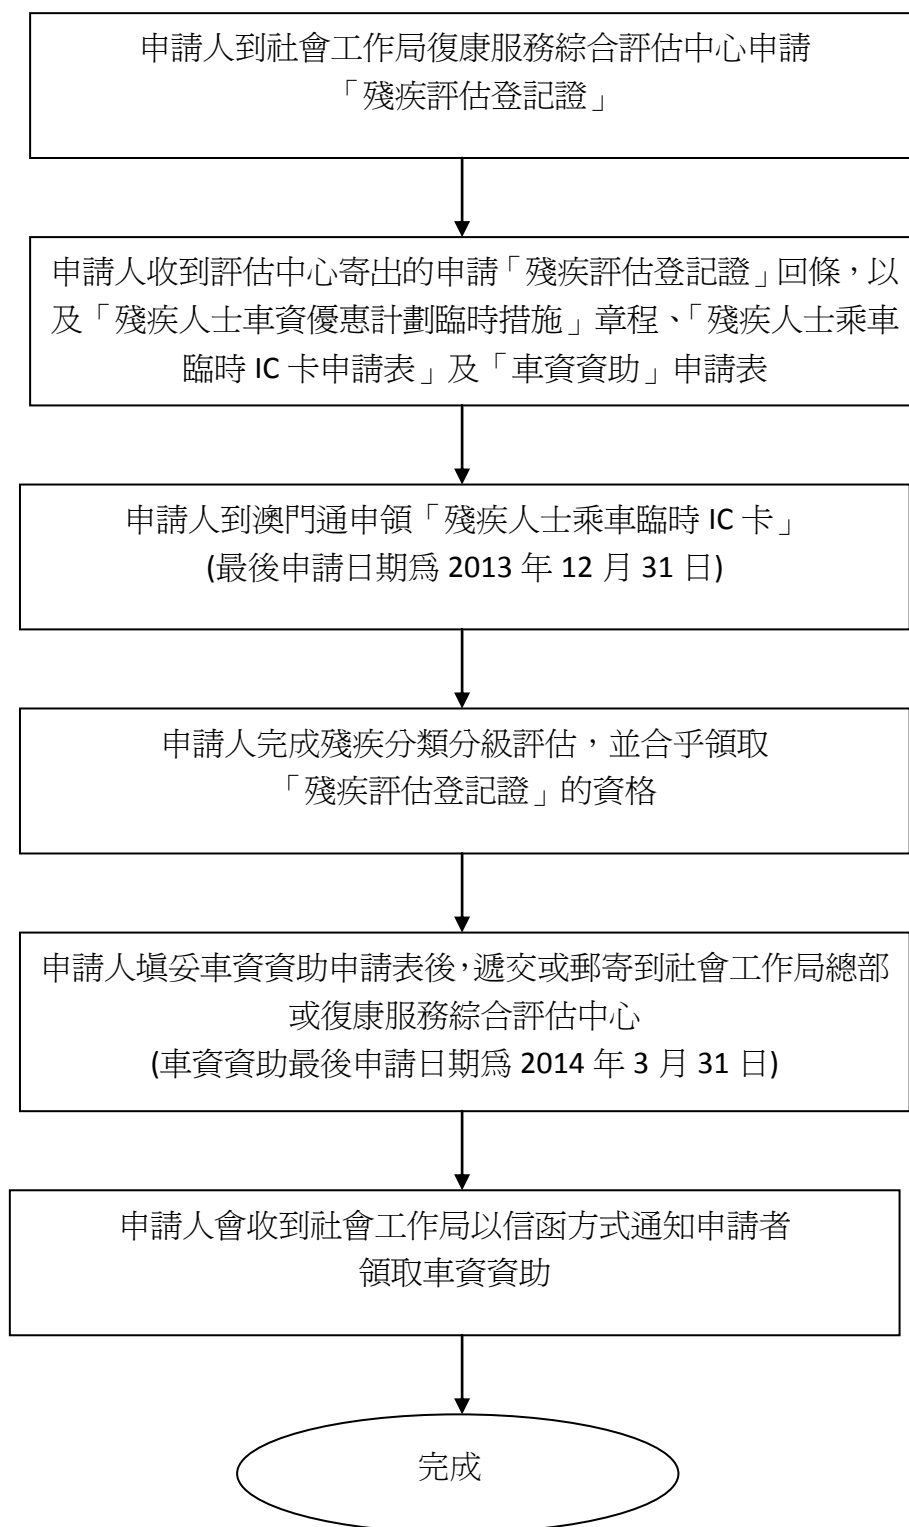 申請人到社會工作局復康服務綜合評估中心申請
「殘疾評估登記證」
申請人收到評估中心寄出的申請「殘疾評估登記證」回條，以
及「殘疾人士車資優惠計劃臨時措施」章程、「殘疾人士乘車
臨時 IC 卡申請表」及「車資資助」申請表
申請人到澳門通申領「殘疾人士乘車臨時 IC 卡」
(最後申請日期爲 2013 年 12 月 31 日)
申請人完成殘疾分類分級評估，並合乎領取
「殘疾評估登記證」的資格
申請人塡妥車資資助申請表後，遞交或郵寄到社會工作局總部
或復康服務綜合評估中心
(車資資助最後申請日期爲 2014 年 3 月 31 日)
申請人會收到社會工作局以信函方式通知申請者
領取車資資助
完成